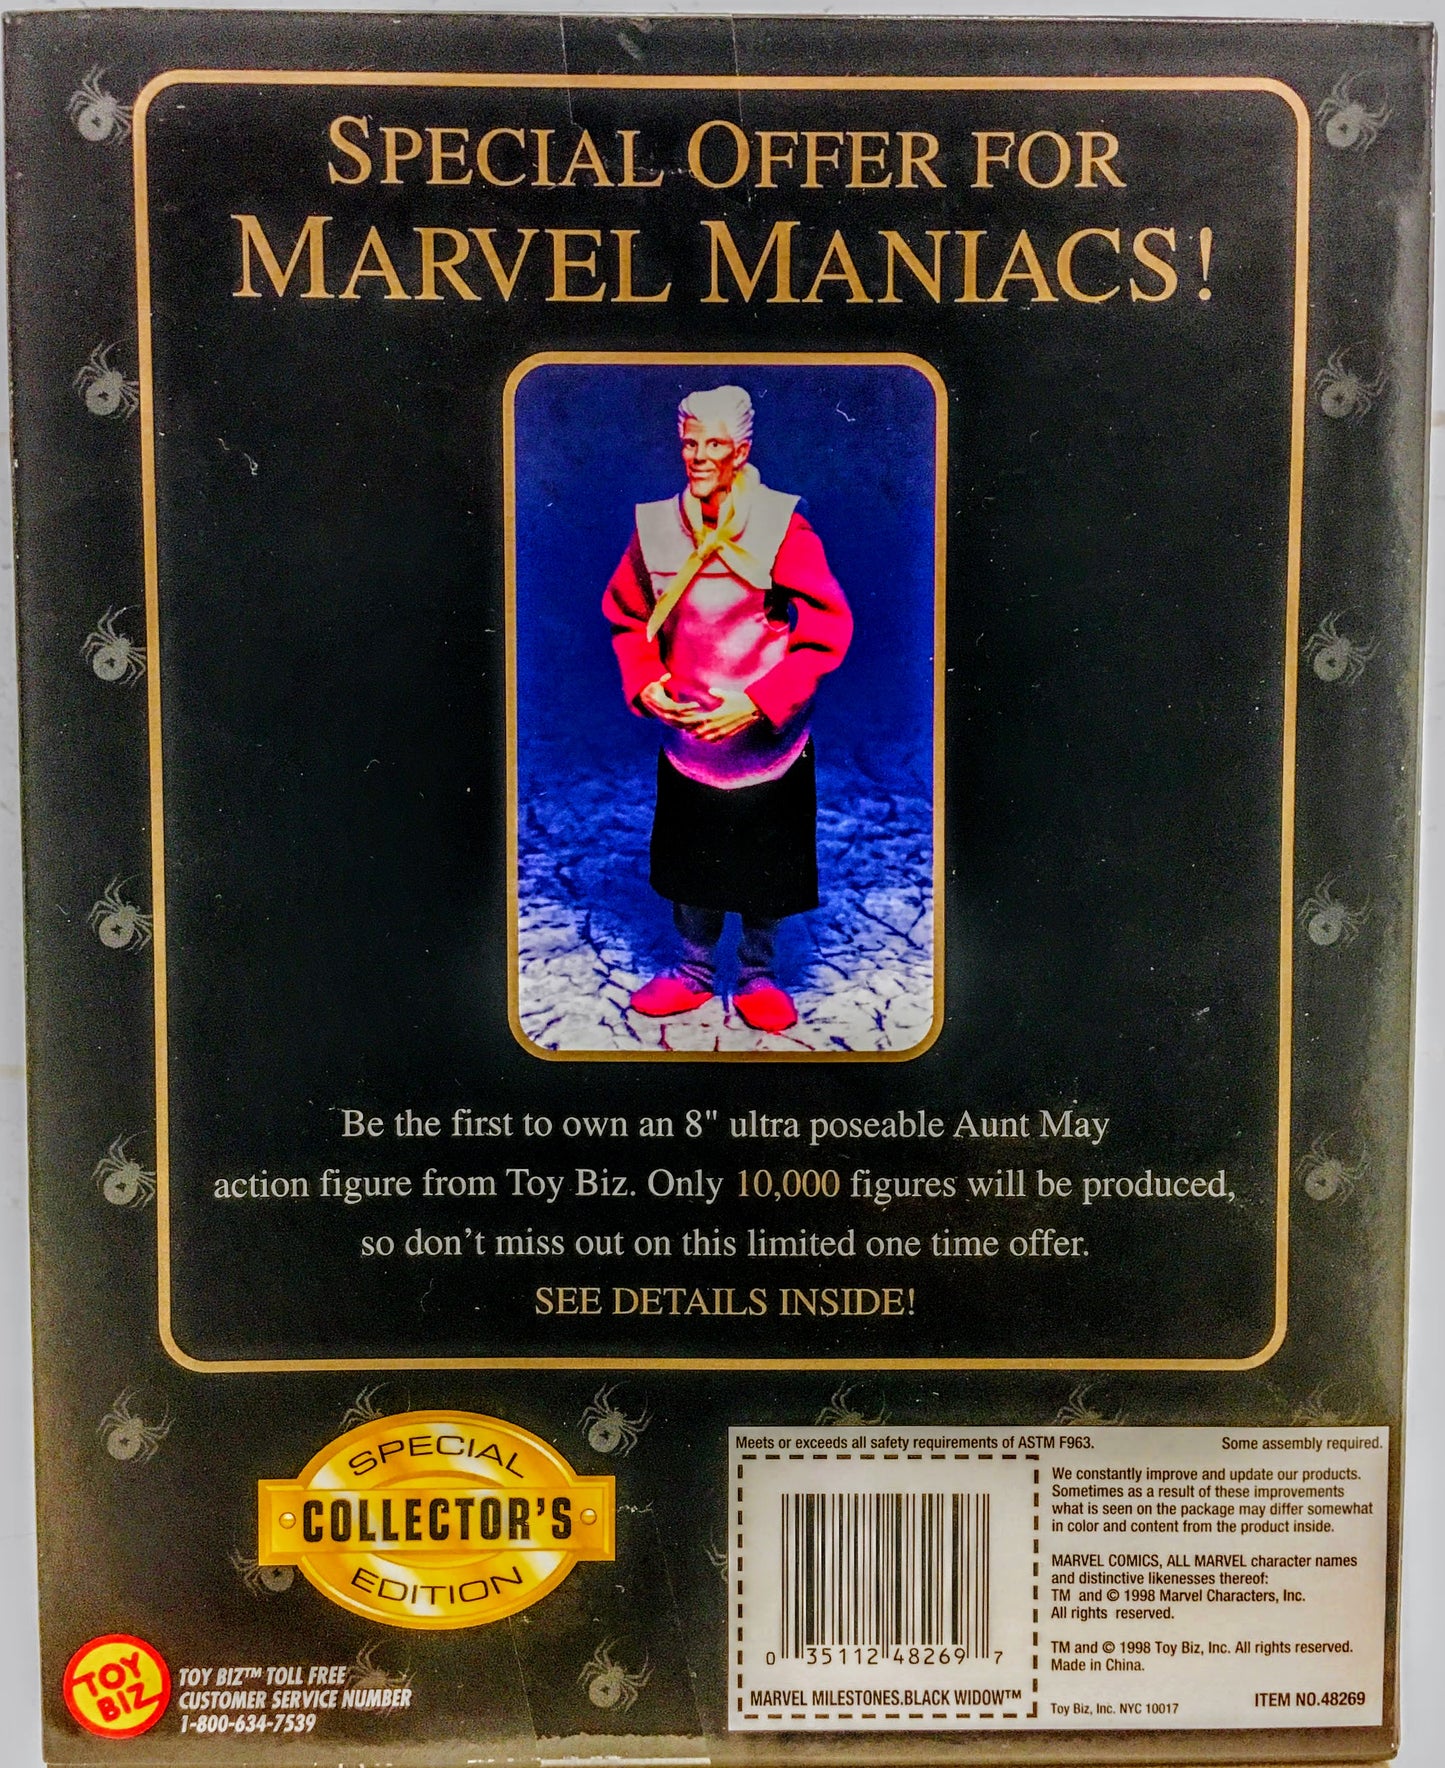 SPECIAL OFFER FOR
MARVEL MANIACS!
Be the first to own an 8" ultra poseable Aunt May
action figure from Toy Biz. Only 10,000 figures will be produced,
so don't miss out on this limited one time offer.
SEE DETAILS INSIDE!
SPECIAL
COLLECTOR'S
EDITION
TOY
BIZ
TOY BIZ™ TOLL FREE
CUSTOMER SERVICE NUMBER
1-800-634-7539
Meets or exceeds all safety requirements of ASTM F963.
Some assembly required.
0 35112 48269 7
MARVEL MILESTONES.BLACK WIDOW™
We constantly improve and update our products.
Sometimes as a result of these improvements
what is seen on the package may differ somewhat
in color and content from the product inside.
MARVEL COMICS, ALL MARVEL character names
and distinctive likenesses thereof:
TM and © 1998 Marvel Characters, Inc.
All rights reserved.
TM and © 1998 Toy Biz, Inc. All rights reserved.
Made in China.
Toy Biz, Inc. NYC 10017
ITEM NO.48269